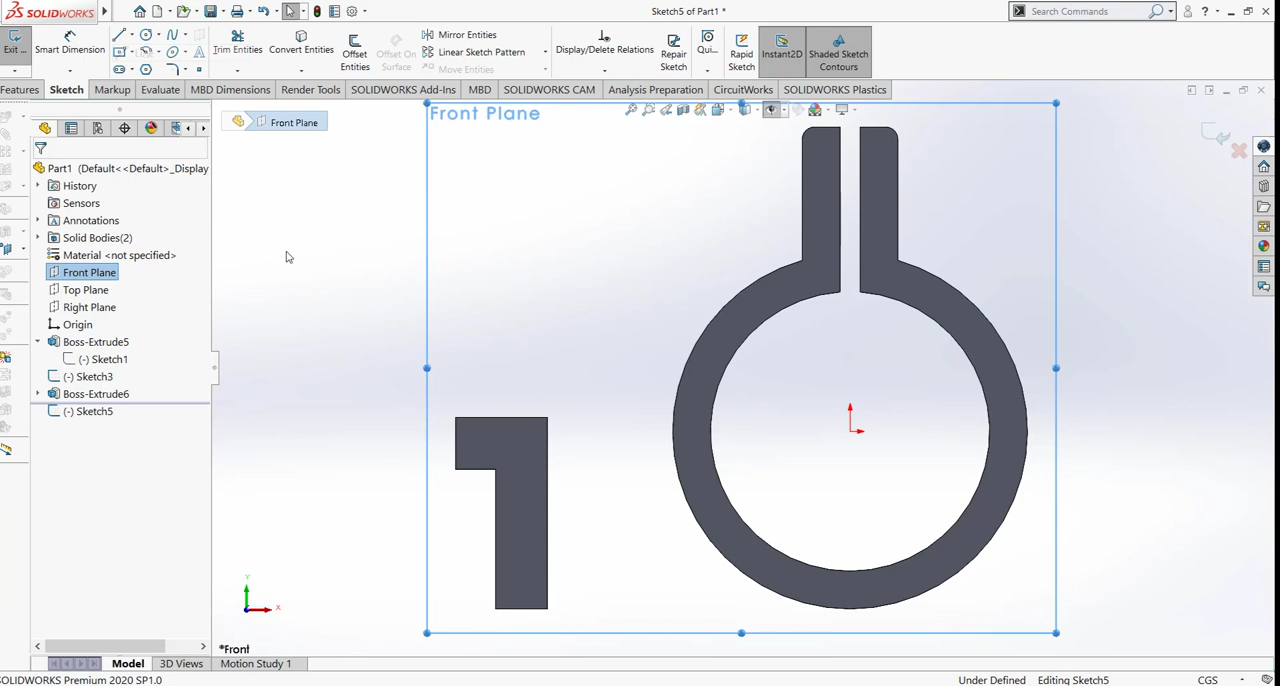 SOLIDWORKS
Sketch5 of Part1 *
Search Commands
?
Exit ...
Smart Dimension
Trim Entities
Convert Entities
Offset Entities
Offset On Surface
Mirror Entities
Linear Sketch Pattern
Move Entities
Display/Delete Relations
Repair Sketch
Qui...
Rapid Sketch
Instant2D
Shaded Sketch Contours
Features
Sketch
Markup
Evaluate
MBD Dimensions
Render Tools
SOLIDWORKS Add-Ins
MBD
SOLIDWORKS CAM
Analysis Preparation
CircuitWorks
SOLIDWORKS Plastics
Front Plane
Front Plane
Part1 (Default<<Default>_Display
History
Sensors
Annotations
Solid Bodies(2)
Material <not specified>
Front Plane
Top Plane
Right Plane
Origin
Boss-Extrude5
(-) Sketch1
(-) Sketch3
Boss-Extrude6
(-) Sketch5
Y
X
*Front
Model
3D Views
Motion Study 1
SOLIDWORKS Premium 2020 SP1.0
Under Defined
Editing Sketch5
CGS